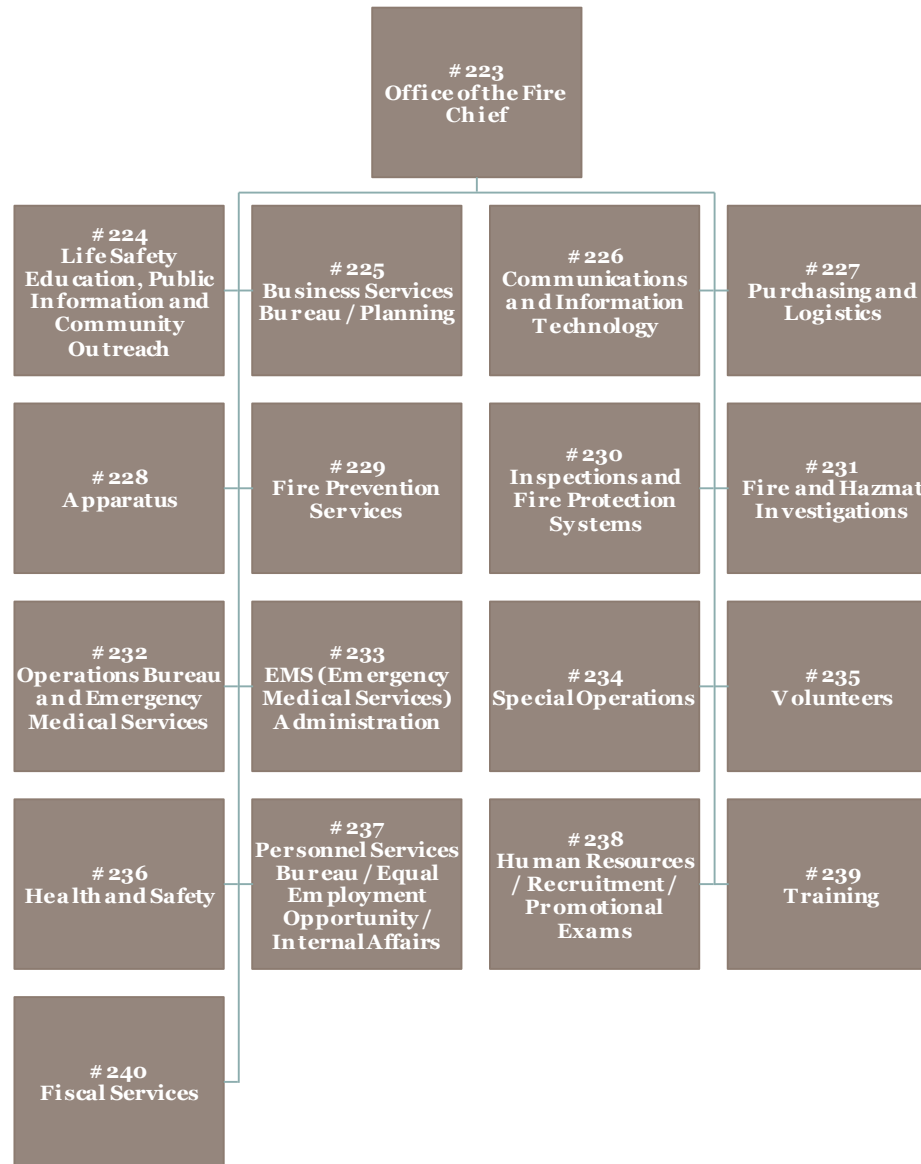 #223
Office of the Fire
Chief
#224
Life Safety
Education, Public
Information and
Community
Outreach
#225
Business Services
Bureau / Planning
#226
Communications
and Information
Technology
#227
Purchasing and
Logistics
#228
Apparatus
#229
Fire Prevention
Services
#230
Inspections and
Fire Protection
Systems
#231
Fire and Hazmat
Investigations
#232
Operations Bureau
and Emergency
Medical Services
#233
EMS (Emergency
Medical Services)
Administration
#234
Special Operations
#235
Volunteers
#236
Health and Safety
#237
Personnel Services
Bureau / Equal
Employment
Opportunity /
Internal Affairs
#238
Human Resources
/ Recruitment /
Promotional
Exams
#239
Training
#240
Fiscal Services